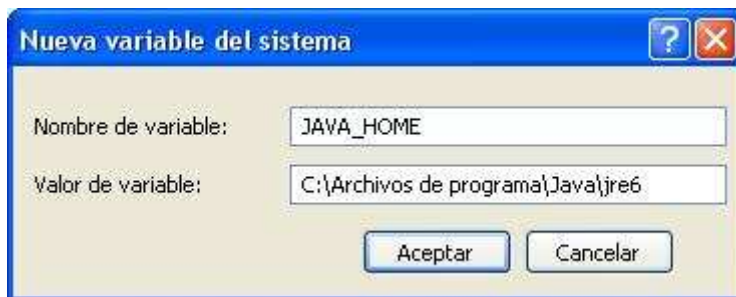 Nueva variable del sistema
Nombre de variable: JAVA_HOME
Valor de variable: C:\Archivos de programa\Java\jre6
Aceptar Cancelar